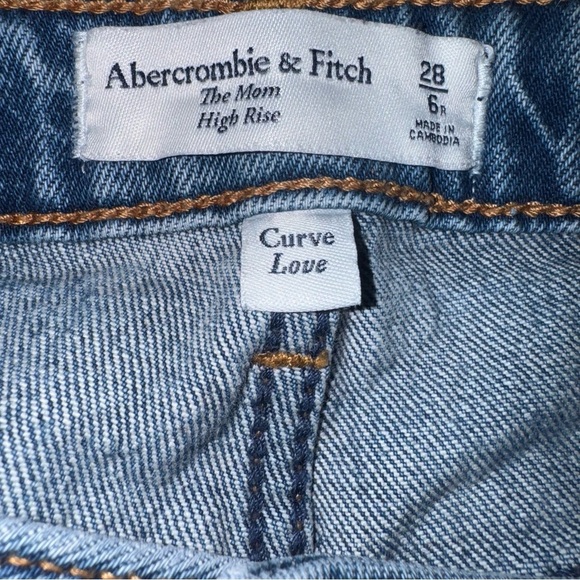 Abercrombie & Fitch
The Mom
High Rise
28
6R
MADE IN
CAMBODIA
Curve
Love